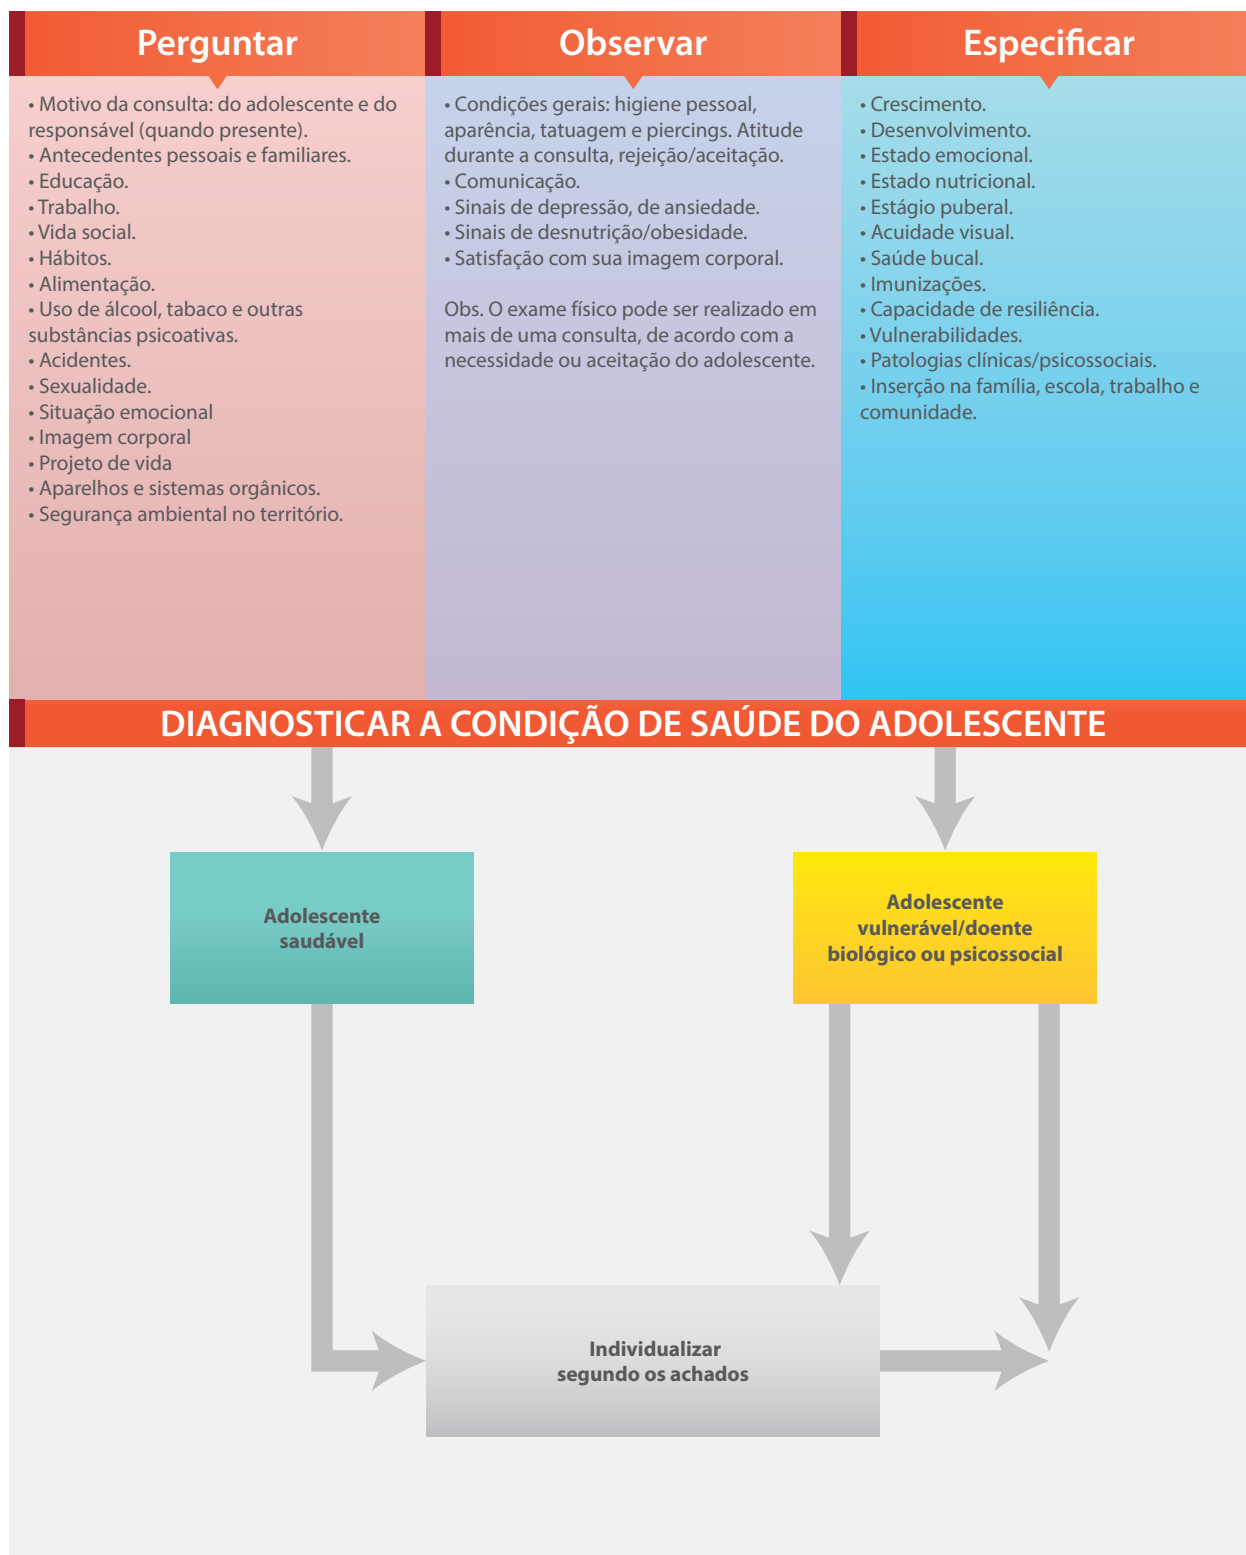 Perguntar
• Motivo da consulta: do adolescente e do
responsável (quando presente).
• Antecedentes pessoais e familiares.
• Educação.
• Trabalho.
• Vida social.
• Hábitos.
• Alimentação.
• Uso de álcool, tabaco e outras
substâncias psicoativas.
• Acidentes.
• Sexualidade.
• Situação emocional
• Imagem corporal
• Projeto de vida
• Aparelhos e sistemas orgânicos.
• Segurança ambiental no território.
Observar
• Condições gerais: higiene pessoal,
aparência, tatuagem e piercings. Atitude
durante a consulta, rejeição/aceitação.
• Comunicação.
• Sinais de depressão, de ansiedade.
• Sinais de desnutrição/obesidade.
• Satisfação com sua imagem corporal.
Obs. O exame físico pode ser realizado em
mais de uma consulta, de acordo com a
necessidade ou aceitação do adolescente.
Especificar
• Crescimento.
• Desenvolvimento.
• Estado emocional.
• Estado nutricional.
• Estágio puberal.
• Acuidade visual.
• Saúde bucal.
• Imunizações.
• Capacidade de resiliência.
• Vulnerabilidades.
• Patologias clínicas/psicossociais.
• Inserção na família, escola, trabalho e
comunidade.
DIAGNOSTICAR A CONDIÇÃO DE SAÚDE DO ADOLESCENTE
Adolescente
saudável
Adolescente
vulnerável/doente
biológico ou psicossocial
Individualizar
segundo os achados